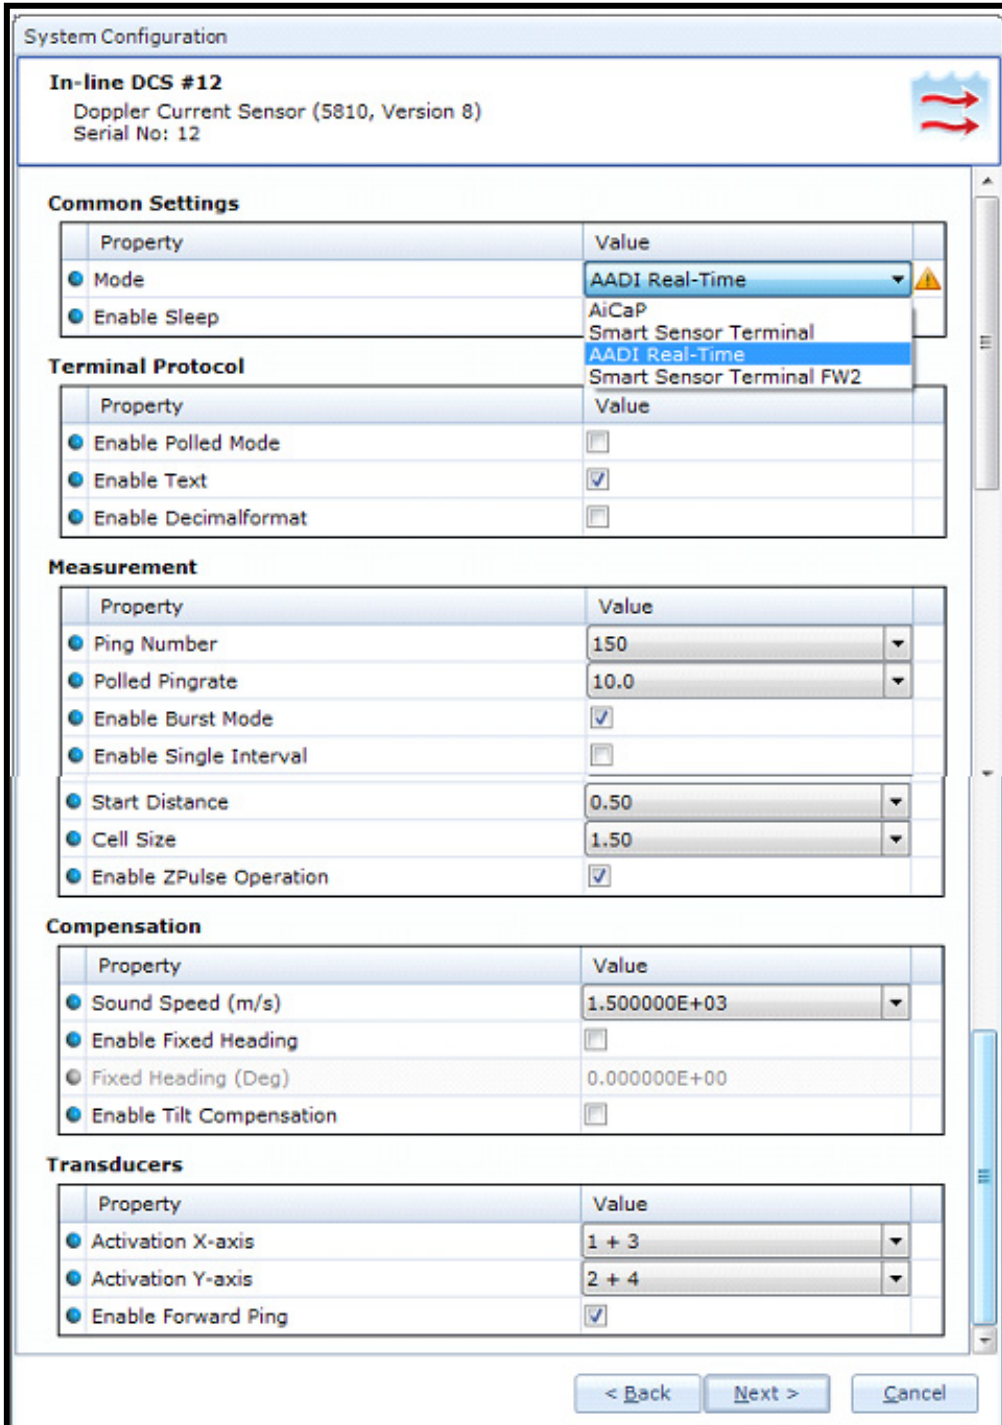 System Configuration
In-line DCS #12
Doppler Current Sensor (5810, Version 8)
Serial No: 12
Common Settings
Property Value
Mode AADI Real-Time
Enable Sleep
AiCaP
Smart Sensor Terminal
AADI Real-Time
Smart Sensor Terminal FW2
Terminal Protocol
Property Value
Enable Polled Mode
Enable Text
Enable Decimalformat
Measurement
Property Value
Ping Number 150
Polled Pingrate 10.0
Enable Burst Mode
Enable Single Interval
Start Distance 0.50
Cell Size 1.50
Enable ZPulse Operation
Compensation
Property Value
Sound Speed (m/s) 1.500000E+03
Enable Fixed Heading
Fixed Heading (Deg) 0.000000E+00
Enable Tilt Compensation
Transducers
Property Value
Activation X-axis 1 + 3
Activation Y-axis 2 + 4
Enable Forward Ping
< Back Next > Cancel